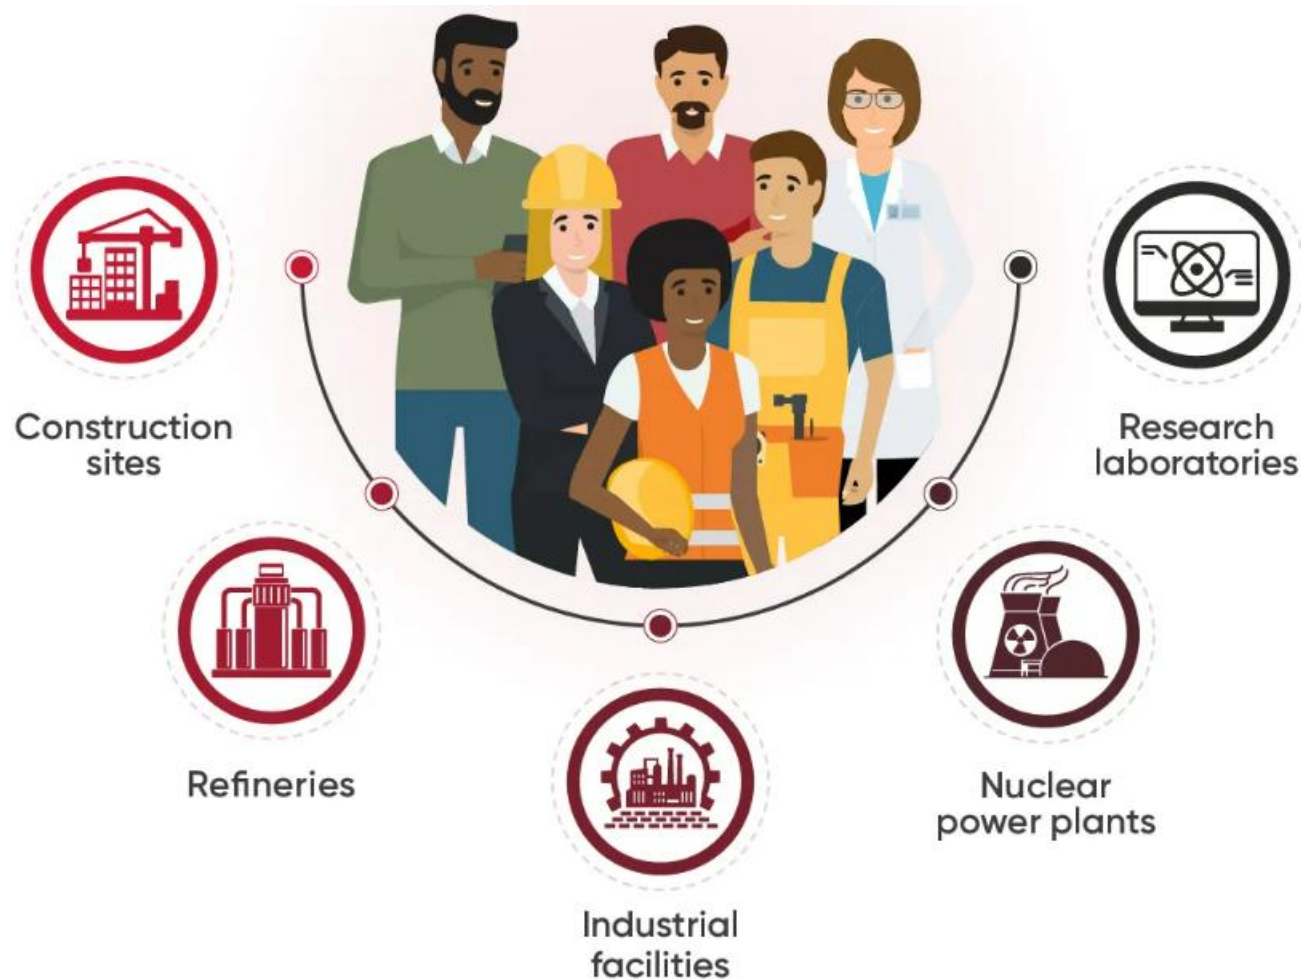 Construction
sites
Refineries
Industrial
facilities
Nuclear
power plants
Research
laboratories